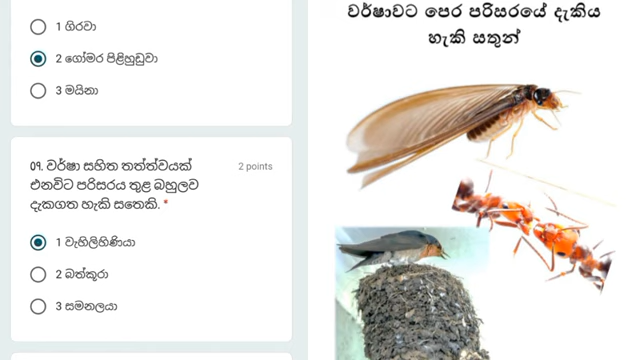 1 ගිරවා
2 ගෝමර පිළිහුඩුවා
3 මයිනා
09. වර්ෂා සහිත තත්ත්වයක්
එනවිට පරිසරය තුළ බහුලව
දැකගත හැකි සතෙකි. *
2 points
1 වැහිලිහිණියා
2 බත්කූරා
3 සමනලයා
වර්ෂාවට පෙර පරිසරයේ දැකිය
හැකි සතුන්